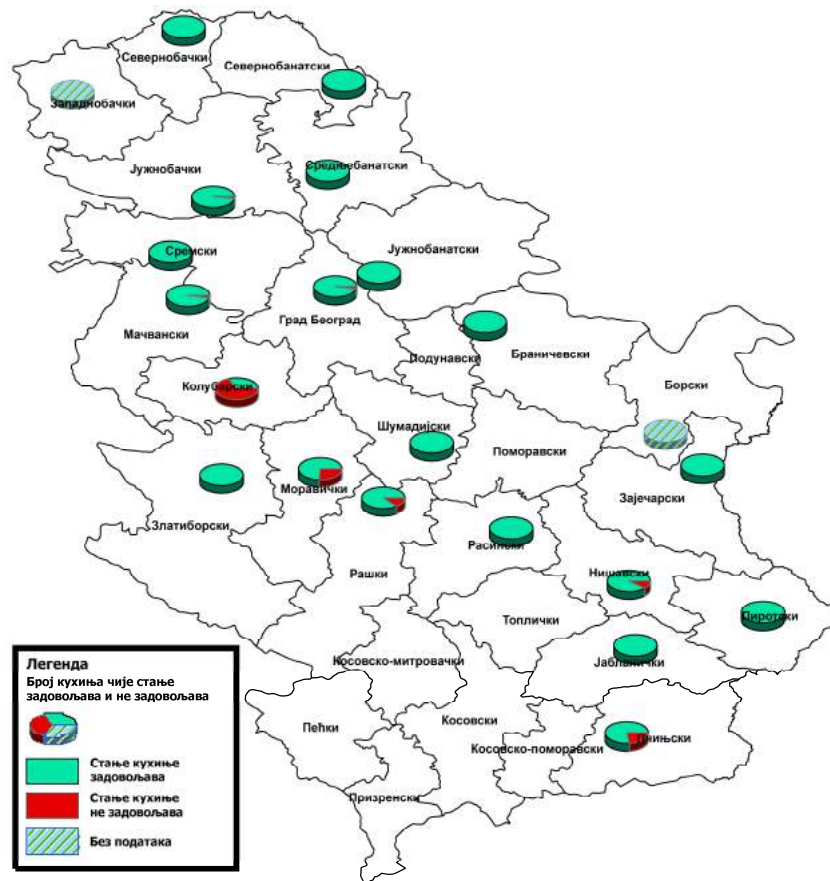 Севернобачки
Севернобанатски
Западнобачки
Јужнобачки
Средњебанатски
Сремски
Јужнобанатски
Град Београд
Мачвански
Подунавски
Браничевски
Колубарски
Борски
Шумадијски
Поморавски
Моравички
Зајечарски
Златиборски
Расински
Рашки
Нишавски
Топлички
Пиротски
Јабланички
Косовско-митровачки
Пећки
Косовски
Косовско-поморавски
Пчињски
Призренски
Легенда
Број кухиња чије стање
задовољава и не задовољава
Стање кухиње
задовољава
Стање кухиње
не задовољава
Без података